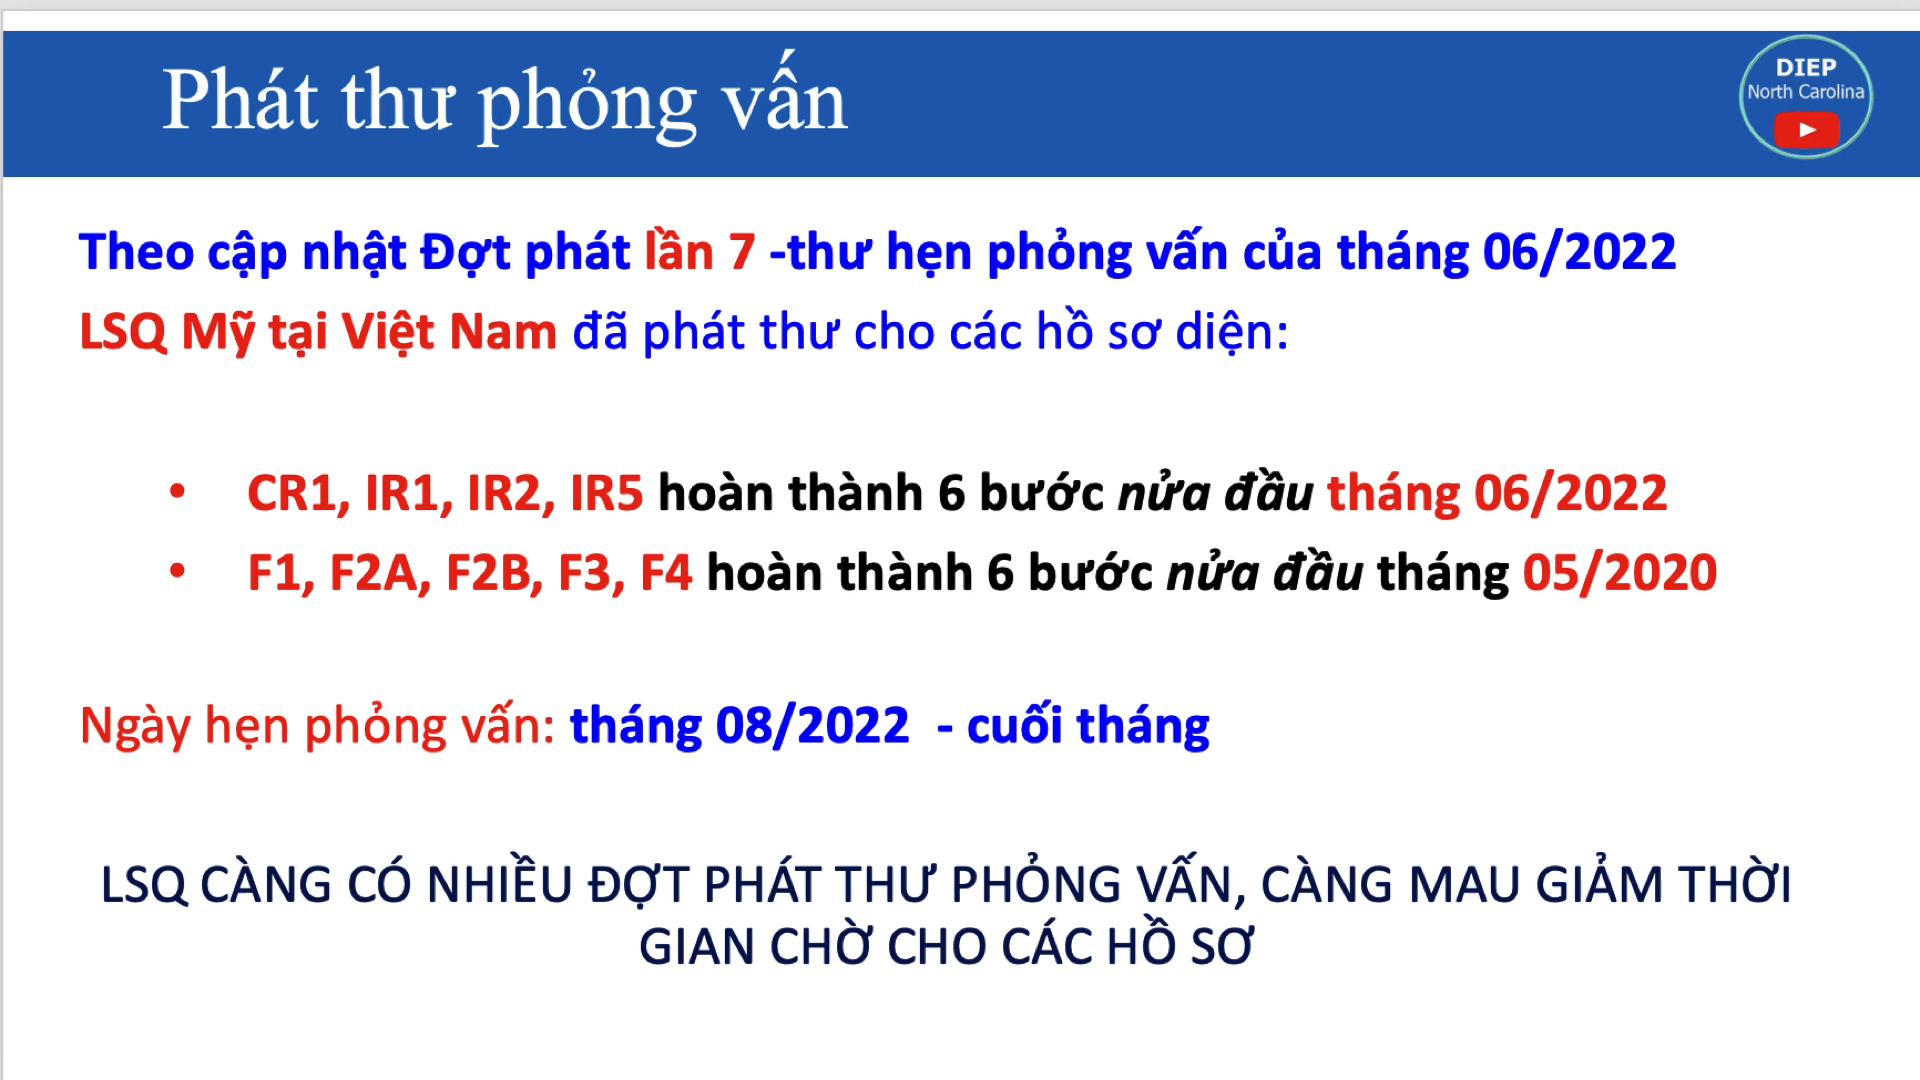 Phát thư phỏng vấn
DIEP
North Carolina
Theo cập nhật Đợt phát lần 7 -thư hẹn phỏng vấn của tháng 06/2022
LSQ Mỹ tại Việt Nam đã phát thư cho các hồ sơ diện:
• CR1, IR1, IR2, IR5 hoàn thành 6 bước nửa đầu tháng 06/2022
• F1, F2A, F2B, F3, F4 hoàn thành 6 bước nửa đầu tháng 05/2020
Ngày hẹn phỏng vấn: tháng 08/2022 - cuối tháng
LSQ CÀNG CÓ NHIỀU ĐỢT PHÁT THƯ PHỎNG VẤN, CÀNG MAU GIẢM THỜI
GIAN CHỜ CHO CÁC HỒ SƠ